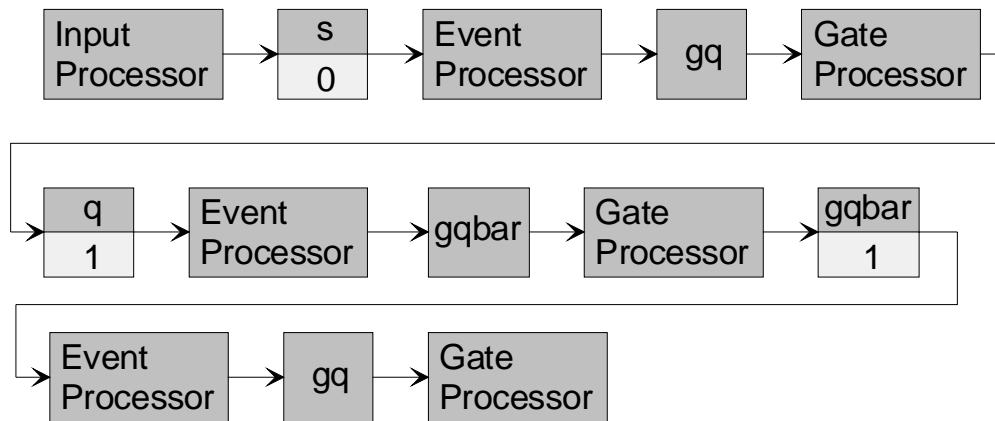 Input
Processor
s
0
Event
Processor
gq
Gate
Processor
q
1
Event
Processor
gqbar
Gate
Processor
gqbar
1
Event
Processor
gq
Gate
Processor